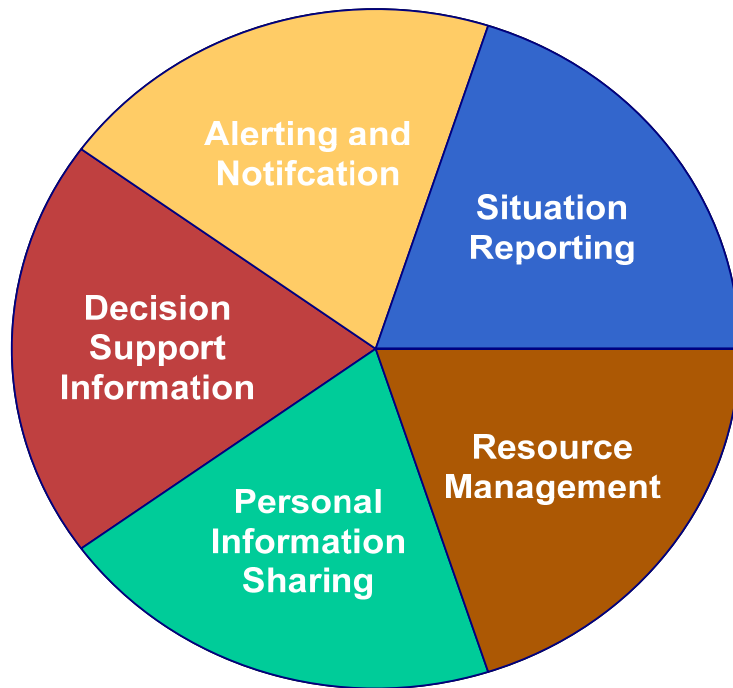 Alerting and
Notifcation
Situation
Reporting
Decision
Support
Information
Resource
Management
Personal
Information
Sharing